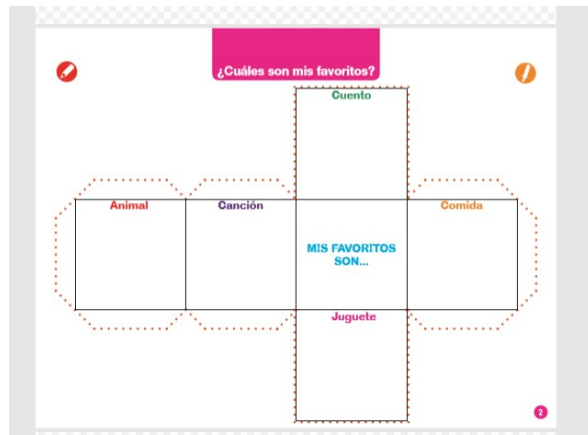 ¿Cuáles son mis favoritos?
Cuento
Animal
Canción
Comida
MIS FAVORITOS
SON...
Juguete
2